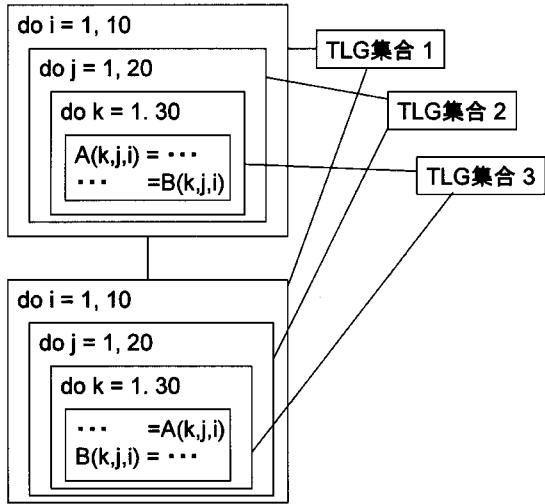 do i = 1, 10
TLG集合 1
do j = 1, 20
TLG集合 2
do k = 1. 30
A(k,j,i) = ･･･
･･･ =B(k,j,i)
TLG集合 3
do i = 1, 10
do j = 1, 20
do k = 1. 30
･･･ =A(k,j,i)
B(k,j,i) = ･･･